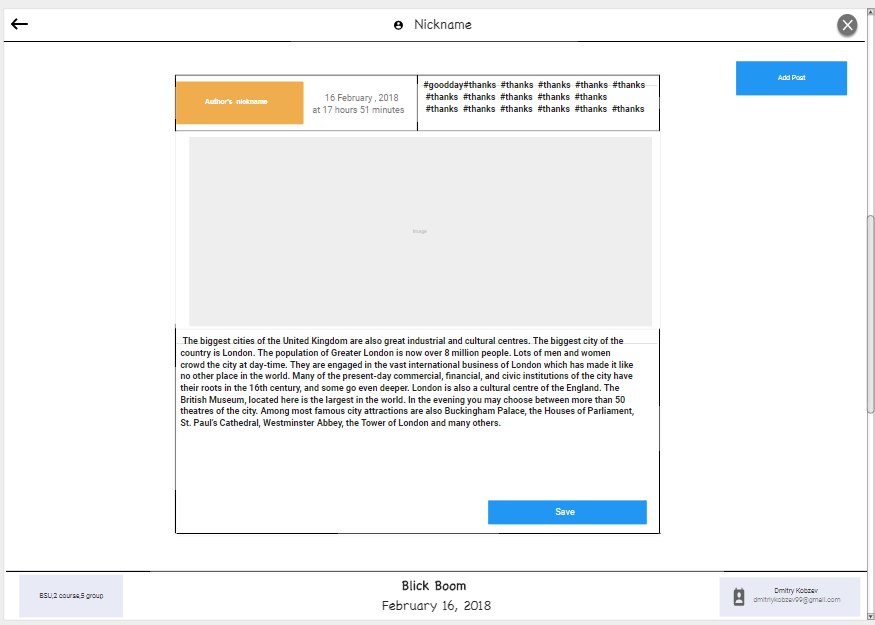 Nickname
Add Post
Author's nickname
16 February , 2018
at 17 hours 51 minutes
#goodday#thanks #thanks #thanks #thanks #thanks
#thanks #thanks #thanks #thanks #thanks
#thanks #thanks #thanks #thanks #thanks #thanks
Image
The biggest cities of the United Kingdom are also great industrial and cultural centres. The biggest city of the
country is London. The population of Greater London is now over 8 million people. Lots of men and women
crowd the city at day-time. They are engaged in the vast international business of London which has made it like
no other place in the world. Many of the present-day commercial, financial, and civic institutions of the city have
their roots in the 16th century, and some go even deeper. London is also a cultural centre of the England. The
British Museum, located here is the largest in the world. In the evening you may choose between more than 50
theatres of the city. Among most famous city attractions are also Buckingham Palace, the Houses of Parliament,
St. Paul's Cathedral, Westminster Abbey, the Tower of London and many others.
Save
BSU,2 course,5 group
Blick Boom
February 16, 2018
Dmitry Kobzev
dmitriykobzev99@gmail.com